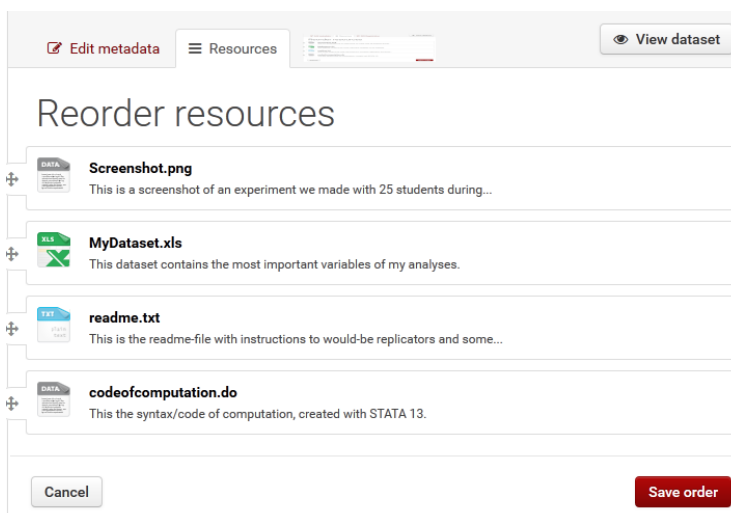 Edit metadata
Resources
View dataset
Reorder resources
DATA
Screenshot.png
This is a screenshot of an experiment we made with 25 students during...
XLS
MyDataset.xls
This dataset contains the most important variables of my analyses.
TXT
readme.txt
This is the readme-file with instructions to would-be replicators and some...
DATA
codeofcomputation.do
This the syntax/code of computation, created with STATA 13.
Cancel
Save order